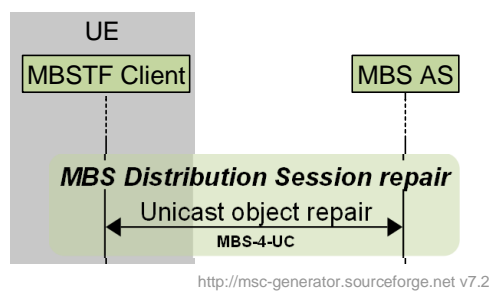 UE
MBSTF Client
MBS AS
MBS Distribution Session repair
Unicast object repair
MBS-4-UC
http://msc-generator.sourceforge.net v7.2